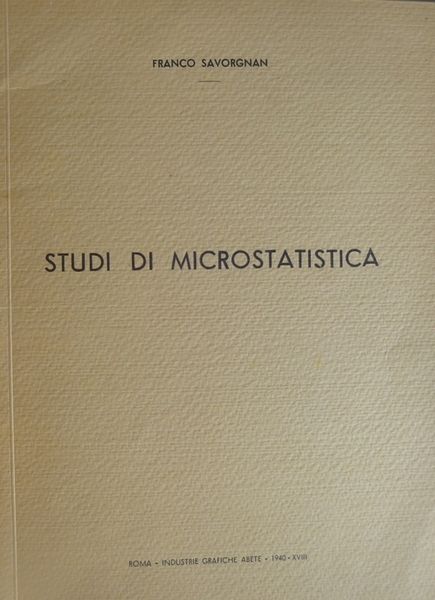 FRANCO SAVORGNAN
STUDI DI MICROSTATISTICA
ROMA - INDUSTRIE GRAFICHE ABETE - 1940 - XVIII